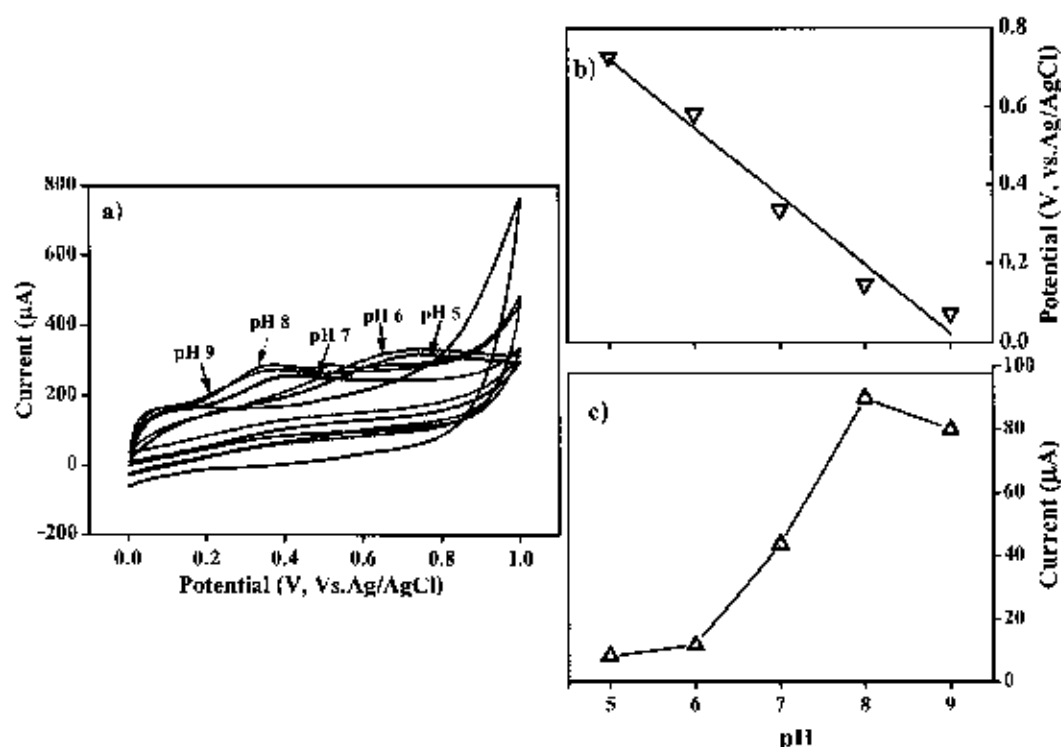 a)
800
600
400
200
0
-200
Current (µA)
pH 9
pH 8
pH 7
pH 6
pH 5
0.0 0.2 0.4 0.6 0.8 1.0
Potential (V, Vs.Ag/AgCl)
b)
0.8
0.6
0.4
0.2
0.0
Potential (V, vs.Ag/AgCl)
c)
100
80
60
40
20
0
Current (µA)
5 6 7 8 9
pH